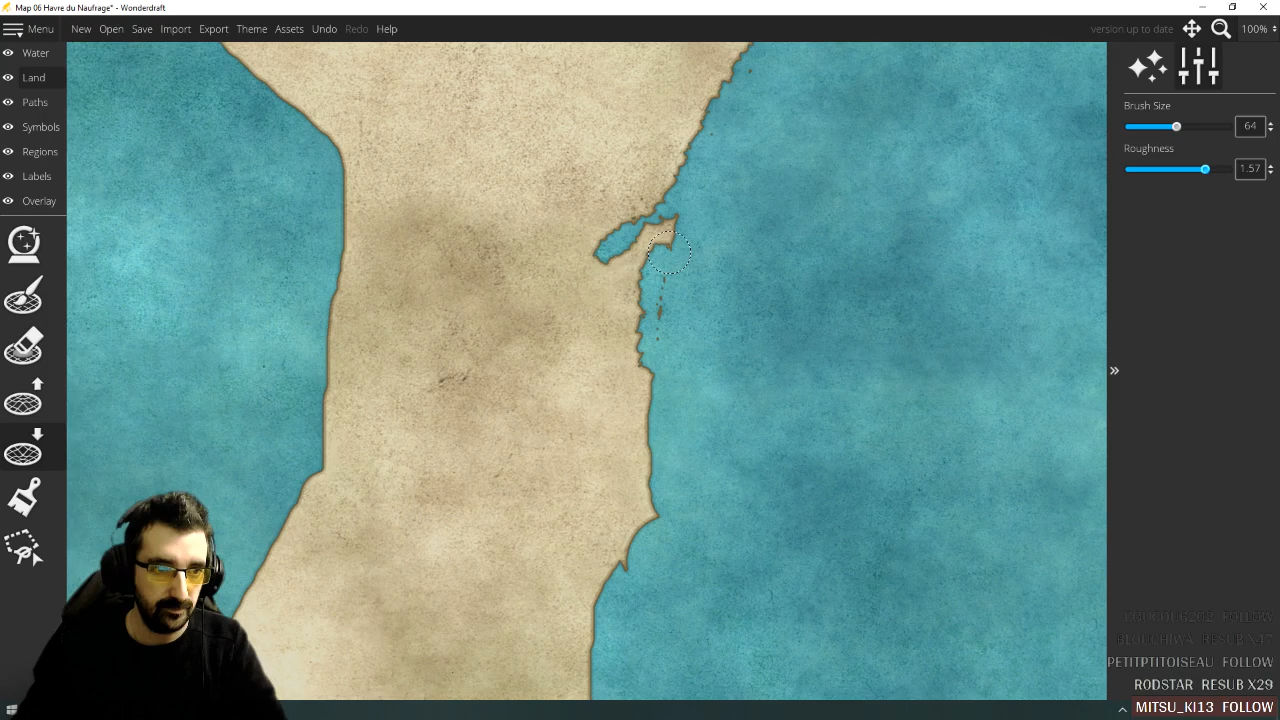 Map 06 Havre du Naufrage* - Wonderdraft
Menu New Open Save Import Export Theme Assets Undo Redo Help version up to date 100%
Water
Land
Paths
Symbols
Regions
Labels
Overlay
Brush Size
64
Roughness
1.57
PETITPTITOISEAU FOLLOW
RODSTAR RESUB X29
MITSU_KI13 FOLLOW